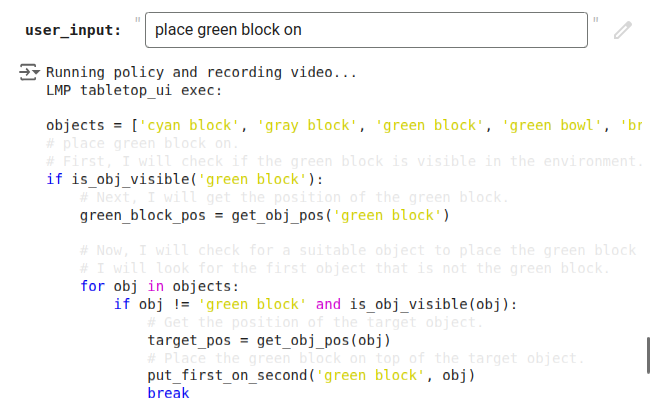 user_input: " place green block on "
Running policy and recording video...
LMP tabletop_ui exec:
objects = ['cyan block', 'gray block', 'green block', 'green bowl', 'br
# place green block on.
# First, I will check if the green block is visible in the environment.
if is_obj_visible('green block'):
# Next, I will get the position of the green block.
green_block_pos = get_obj_pos('green block')
# Now, I will check for a suitable object to place the green block
# I will look for the first object that is not the green block.
for obj in objects:
if obj != 'green block' and is_obj_visible(obj):
# Get the position of the target object.
target_pos = get_obj_pos(obj)
# Place the green block on top of the target object.
put_first_on_second('green block', obj)
break